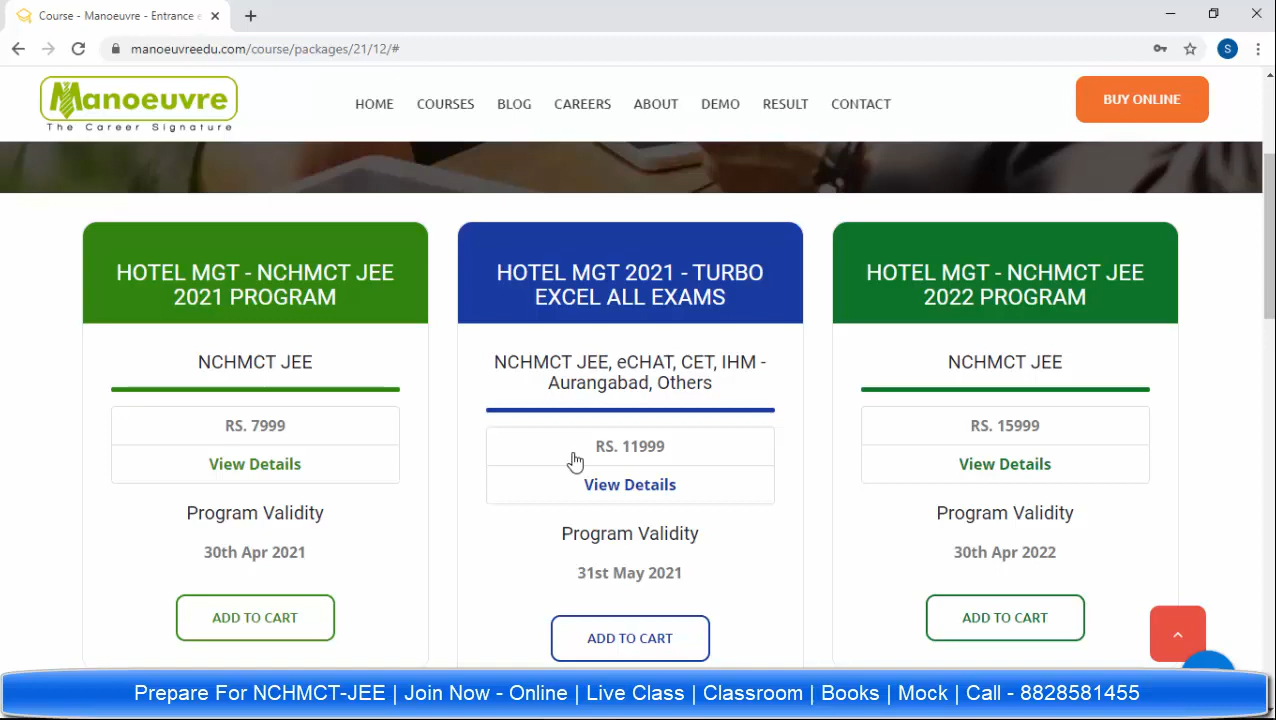 Course - Manoeuvre - Entrance e
manoeuvreedu.com/course/packages/21/12/#
S
Manoeuvre
The Career Signature
HOME COURSES BLOG CAREERS ABOUT DEMO RESULT CONTACT
BUY ONLINE
HOTEL MGT - NCHMCT JEE
2021 PROGRAM
NCHMCT JEE
RS. 7999
View Details
Program Validity
30th Apr 2021
ADD TO CART
HOTEL MGT 2021 - TURBO
EXCEL ALL EXAMS
NCHMCT JEE, eCHAT, CET, IHM -
Aurangabad, Others
RS. 11999
View Details
Program Validity
31st May 2021
ADD TO CART
HOTEL MGT - NCHMCT JEE
2022 PROGRAM
NCHMCT JEE
RS. 15999
View Details
Program Validity
30th Apr 2022
ADD TO CART
Prepare For NCHMCT-JEE | Join Now - Online | Live Class | Classroom | Books | Mock | Call - 8828581455